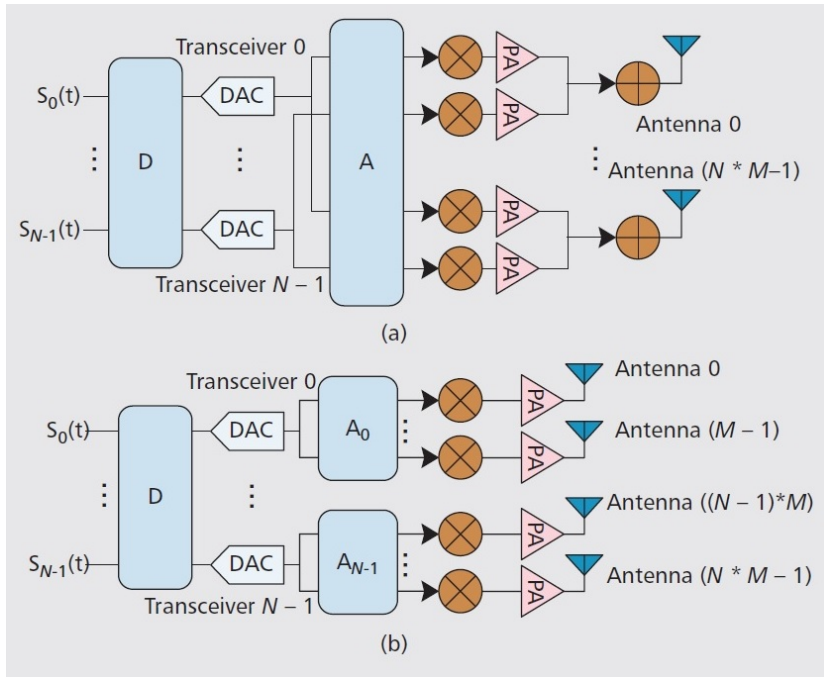 Transceiver 0
S0(t)
DAC
D
A
PA
PA
Antenna 0
Antenna (N * M–1)
SN-1(t)
DAC
PA
PA
Transceiver N – 1
(a)
Transceiver 0
Antenna 0
S0(t)
DAC
A0
PA
PA
Antenna (M – 1)
D
Antenna ((N – 1)*M)
SN-1(t)
DAC
AN-1
PA
PA
Antenna (N * M – 1)
Transceiver N – 1
(b)